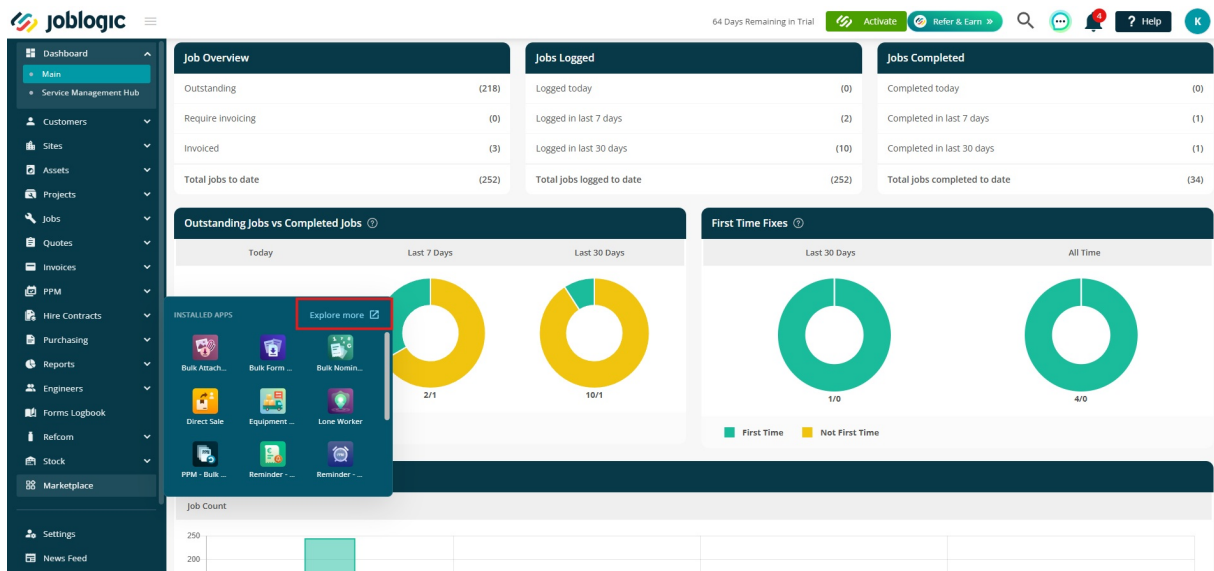 joblogic
64 Days Remaining in Trial
Activate
Refer & Earn »
4
? Help
K
Dashboard
Main
Service Management Hub
Customers
Sites
Assets
Projects
Jobs
Quotes
Invoices
PPM
Hire Contracts
Purchasing
Reports
Engineers
Forms Logbook
Refcom
Stock
Marketplace
Settings
News Feed
Job Overview
Outstanding (218)
Require invoicing (0)
Invoiced (3)
Total jobs to date (252)
Jobs Logged
Logged today (0)
Logged in last 7 days (2)
Logged in last 30 days (10)
Total jobs logged to date (252)
Jobs Completed
Completed today (0)
Completed in last 7 days (1)
Completed in last 30 days (1)
Total jobs completed to date (34)
Outstanding Jobs vs Completed Jobs ?
Today Last 7 Days Last 30 Days
2/1 10/1
First Time Fixes ?
Last 30 Days All Time
1/0 4/0
First Time Not First Time
INSTALLED APPS Explore more
Bulk Attach... Bulk Form ... Bulk Nomin...
Direct Sale Equipment ... Lone Worker
PPM - Bulk ... Reminder - ... Reminder - ...
Job Count
250
200